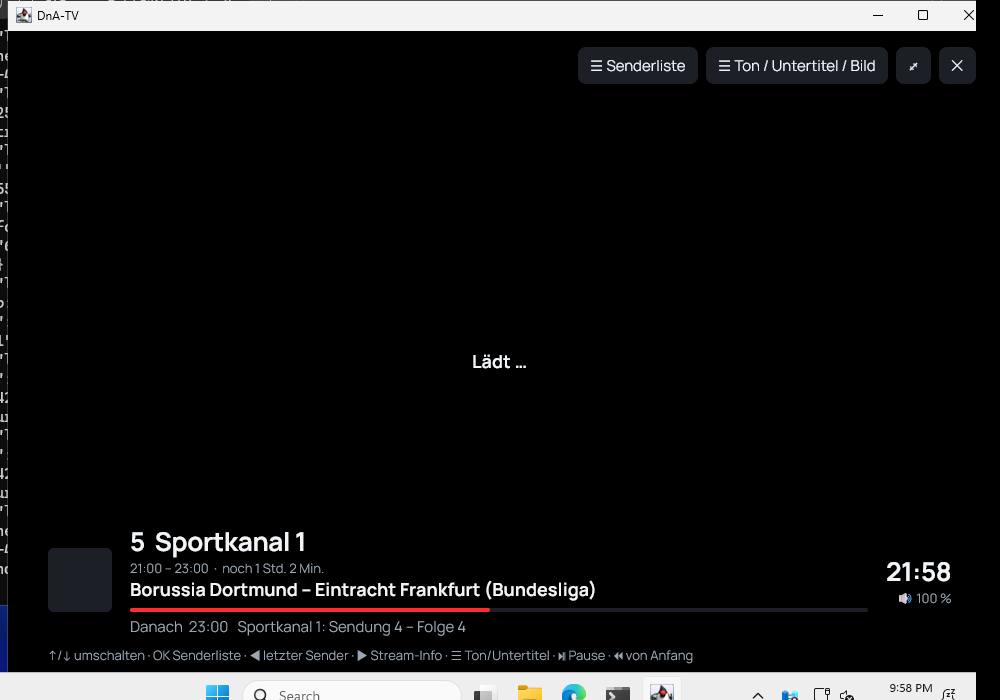 DnA-TV
☰ Senderliste ☰ Ton / Untertitel / Bild
Lädt ...
5 Sportkanal 1
21:00 – 23:00 · noch 1 Std. 2 Min.
Borussia Dortmund – Eintracht Frankfurt (Bundesliga)
21:58
100 %
Danach 23:00 Sportkanal 1: Sendung 4 – Folge 4
↑/↓ umschalten · OK Senderliste · ◀ letzter Sender · ▶ Stream-Info · ☰ Ton/Untertitel · ⏯ Pause · ⏪ von Anfang
Search
9:58 PM